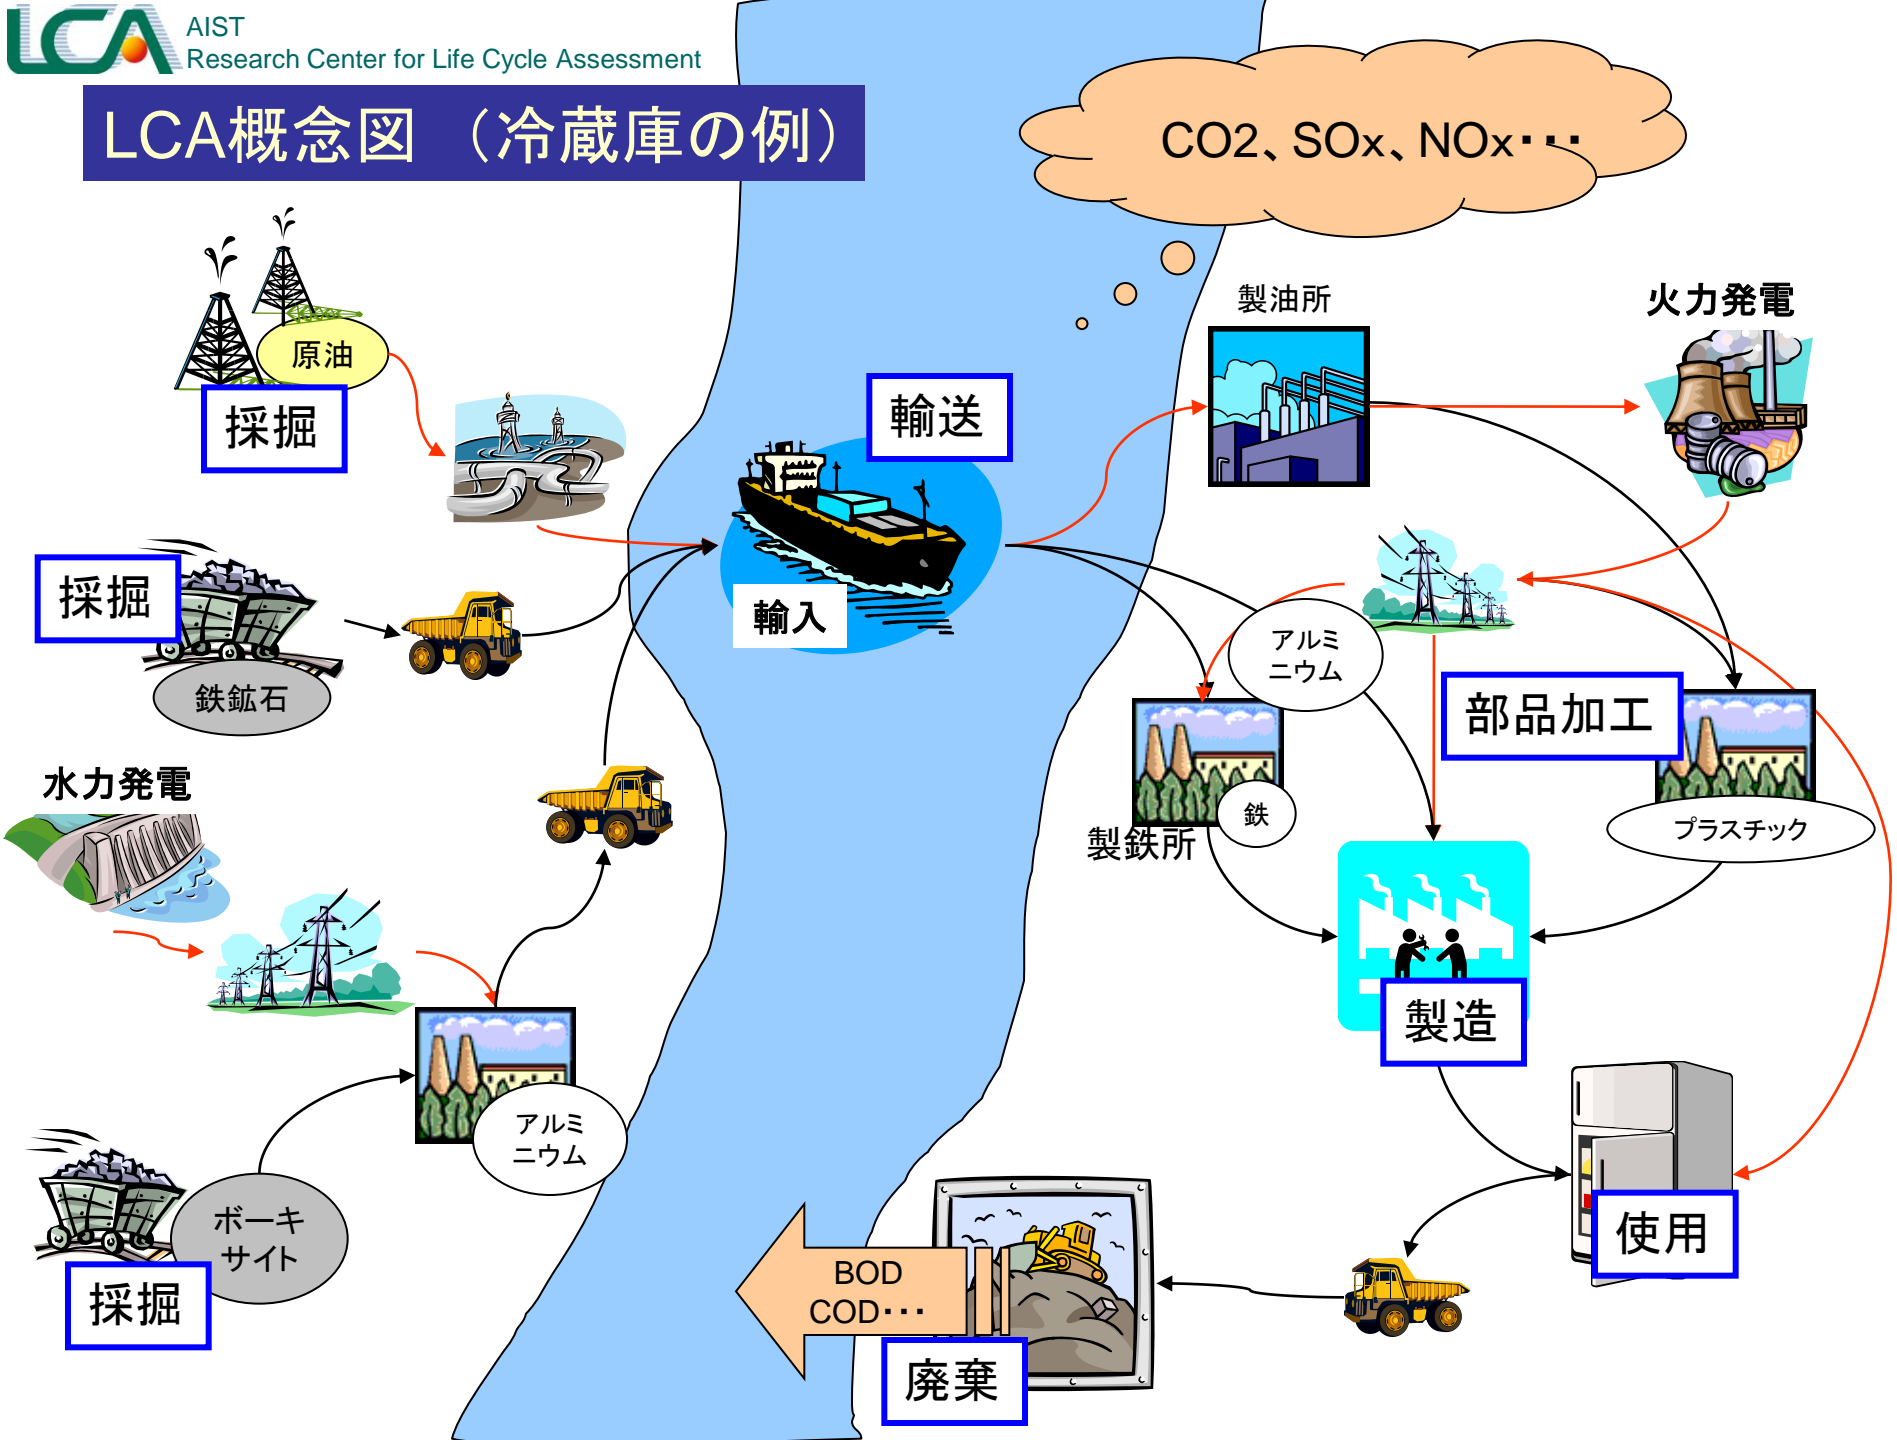 LCA
AIST
Research Center for Life Cycle Assessment
LCA概念図 （冷蔵庫の例）
CO2、SOx、NOx･･･
原油
採掘
輸送
製油所
火力発電
採掘
鉄鉱石
輸入
アルミ
ニウム
部品加工
水力発電
鉄
製鉄所
プラスチック
製造
アルミ
ニウム
ボーキ
サイト
採掘
使用
BOD
COD･･･
廃棄